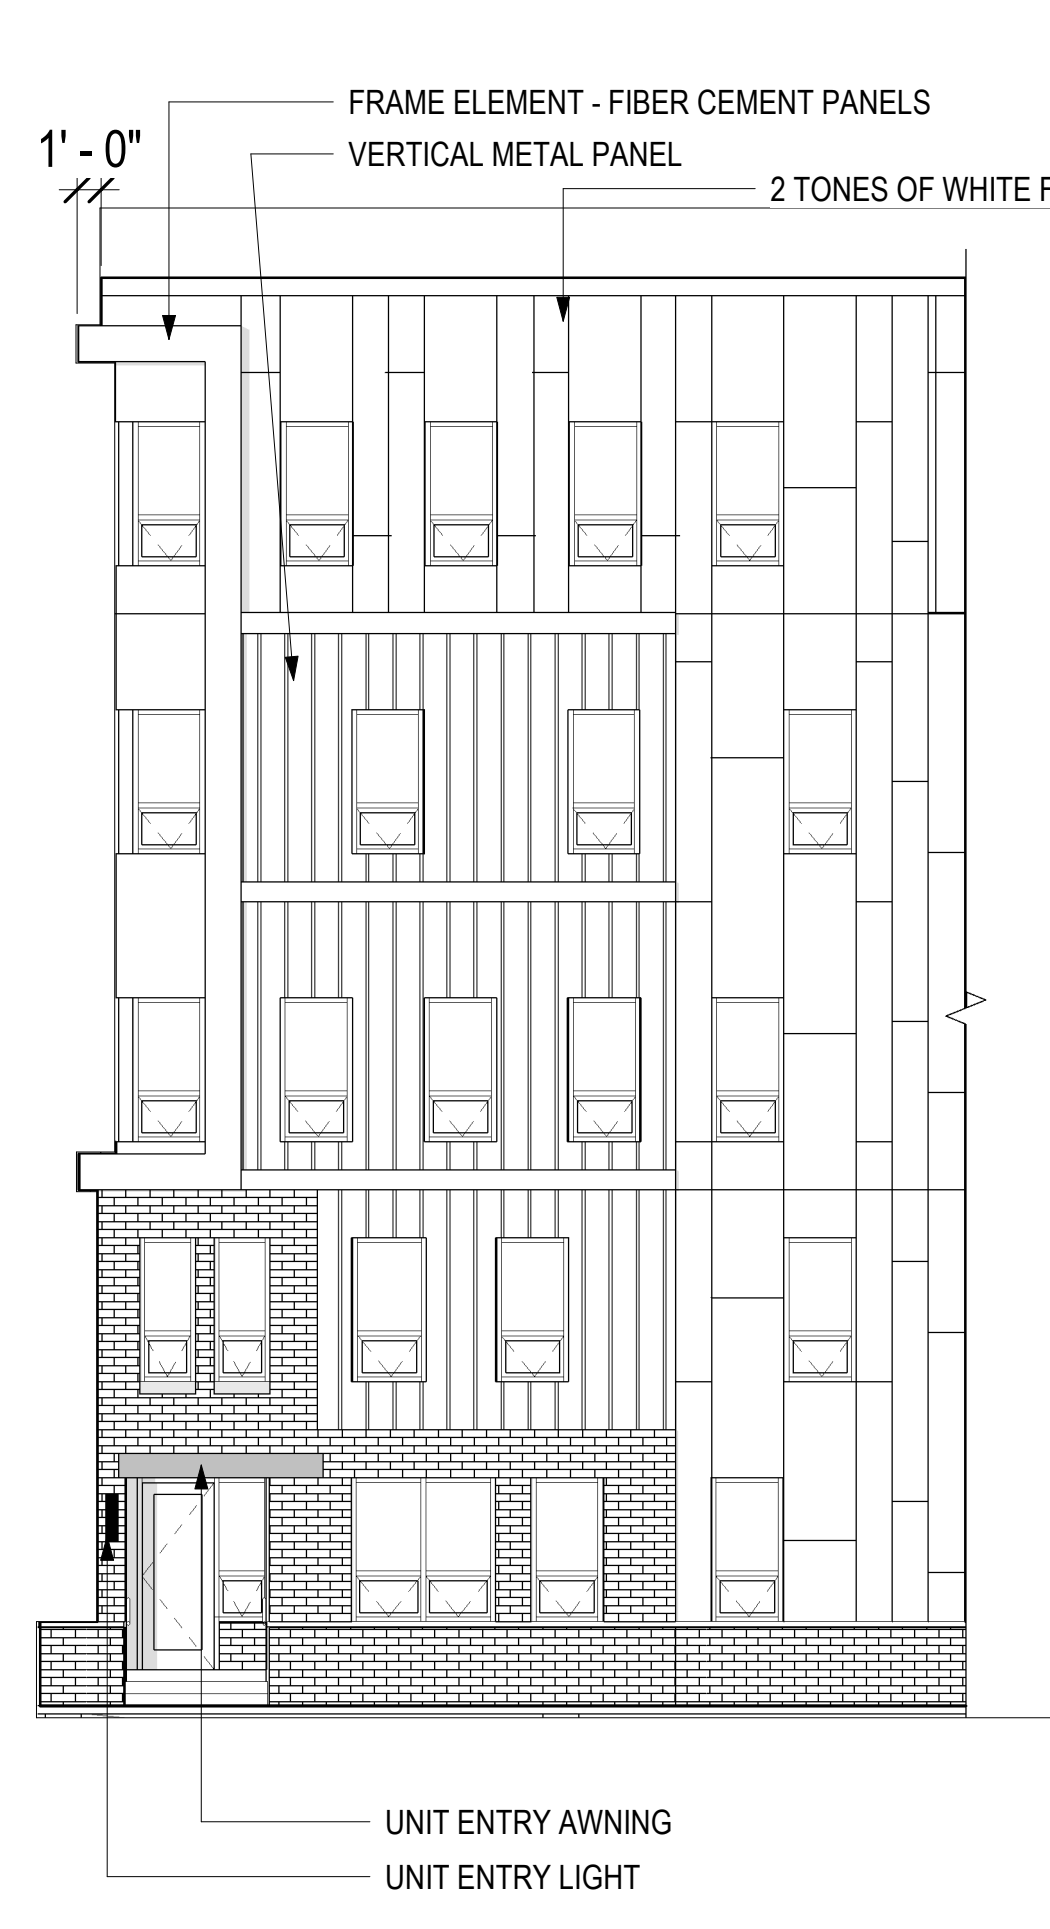 FRAME ELEMENT - FIBER CEMENT PANELS
1' - 0"
VERTICAL METAL PANEL
2 TONES OF WHITE
UNIT ENTRY AWNING
UNIT ENTRY LIGHT